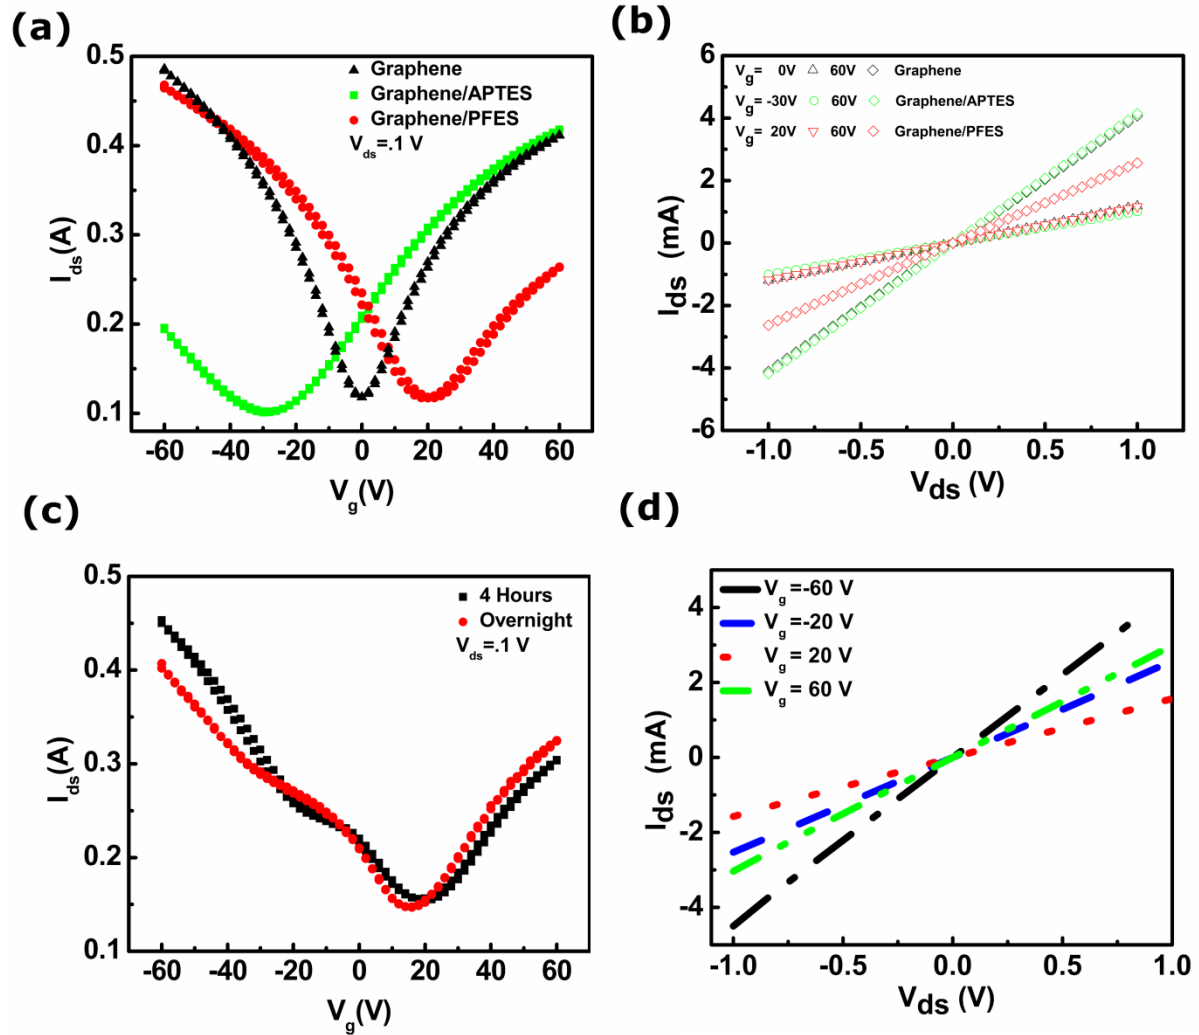 (a)
0.5
0.4
0.3
0.2
0.1
I_ds(A)
Graphene
Graphene/APTES
Graphene/PFES
V_ds=.1 V
-60 -40 -20 0 20 40 60
V_g(V)
(b)
6
4
2
0
-2
-4
-6
I_ds (mA)
V_g= 0V 60V Graphene
V_g= -30V 60V Graphene/APTES
V_g= 20V 60V Graphene/PFES
-1.0 -0.5 0.0 0.5 1.0
V_ds (V)
(c)
0.5
0.4
0.3
0.2
0.1
I_ds(A)
4 Hours
Overnight
V_ds=.1 V
-60 -40 -20 0 20 40 60
V_g(V)
(d)
4
2
0
-2
-4
I_ds (mA)
V_g =-60 V
V_g =-20 V
V_g = 20 V
V_g = 60 V
-1.0 -0.5 0.0 0.5 1.0
V_ds (V)